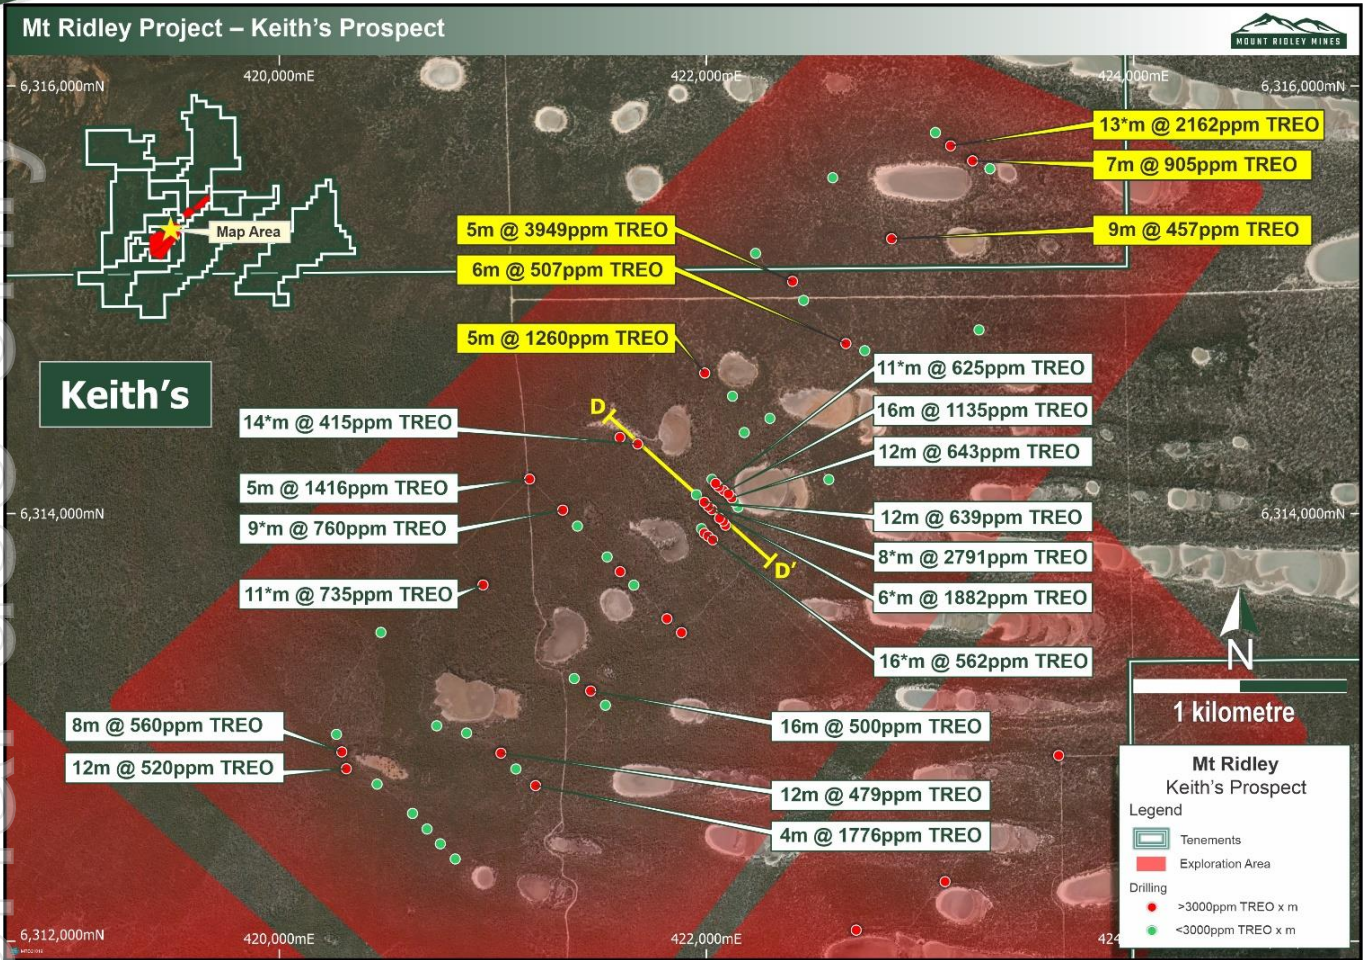 Mt Ridley Project – Keith's Prospect
MOUNT RIDLEY MINES
420,000mE
422,000mE
424,000mE
6,316,000mN
6,316,000mN
13*m @ 2162ppm TREO
7m @ 905ppm TREO
9m @ 457ppm TREO
Map Area
5m @ 3949ppm TREO
6m @ 507ppm TREO
5m @ 1260ppm TREO
Keith's
11*m @ 625ppm TREO
16m @ 1135ppm TREO
12m @ 643ppm TREO
D
14*m @ 415ppm TREO
5m @ 1416ppm TREO
9*m @ 760ppm TREO
11*m @ 735ppm TREO
6,314,000mN
6,314,000mN
12m @ 639ppm TREO
8*m @ 2791ppm TREO
6*m @ 1882ppm TREO
16*m @ 562ppm TREO
D'
N
1 kilometre
8m @ 560ppm TREO
12m @ 520ppm TREO
16m @ 500ppm TREO
12m @ 479ppm TREO
4m @ 1776ppm TREO
Mt Ridley
Keith's Prospect
Legend
Tenements
Exploration Area
Drilling
>3000ppm TREO x m
<3000ppm TREO x m
6,312,000mN
420,000mE
422,000mE